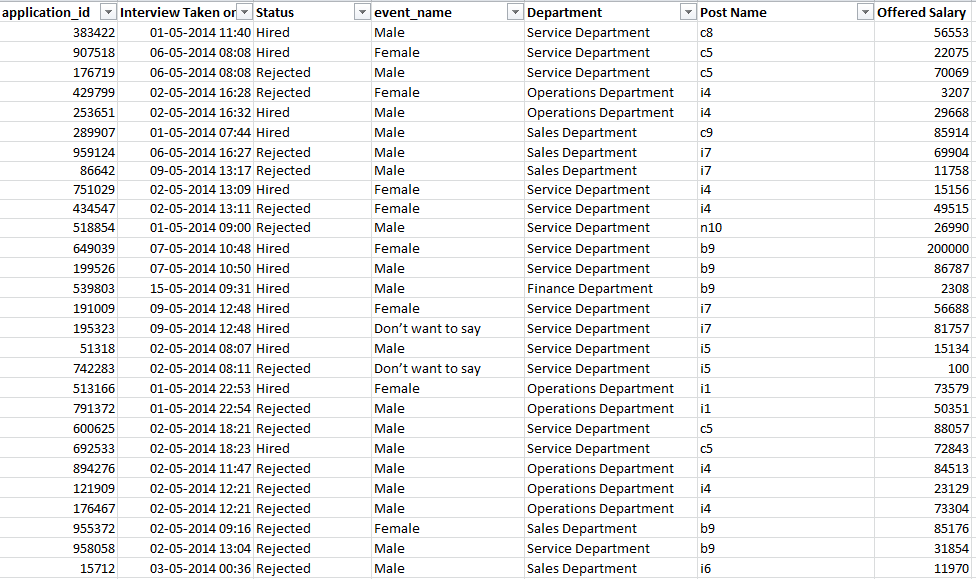 application_id Interview Taken on Status event_name Department Post Name Offered Salary
383422 01-05-2014 11:40 Hired Male Service Department c8 56553
907518 06-05-2014 08:08 Hired Female Service Department c5 22075
176719 06-05-2014 08:08 Rejected Male Service Department c5 70069
429799 02-05-2014 16:28 Rejected Female Operations Department i4 3207
253651 02-05-2014 16:32 Hired Male Operations Department i4 29668
289907 01-05-2014 07:44 Hired Male Sales Department c9 85914
959124 06-05-2014 16:27 Rejected Male Sales Department i7 69904
86642 09-05-2014 13:17 Rejected Male Sales Department i7 11758
751029 02-05-2014 13:09 Hired Female Service Department i4 15156
434547 02-05-2014 13:11 Rejected Female Service Department i4 49515
518854 01-05-2014 09:00 Rejected Male Service Department n10 26990
649039 07-05-2014 10:48 Hired Female Service Department b9 200000
199526 07-05-2014 10:50 Hired Male Service Department b9 86787
539803 15-05-2014 09:31 Hired Male Finance Department b9 2308
191009 09-05-2014 12:48 Hired Female Service Department i7 56688
195323 09-05-2014 12:48 Hired Don’t want to say Service Department i7 81757
51318 02-05-2014 08:07 Hired Male Service Department i5 15134
742283 02-05-2014 08:11 Rejected Don’t want to say Service Department i5 100
513166 01-05-2014 22:53 Hired Female Operations Department i1 73579
791372 01-05-2014 22:54 Rejected Male Operations Department i1 50351
600625 02-05-2014 18:21 Rejected Male Service Department c5 88057
692533 02-05-2014 18:23 Hired Male Service Department c5 72843
894276 02-05-2014 11:47 Rejected Male Operations Department i4 84513
121909 02-05-2014 12:21 Rejected Male Operations Department i4 23129
176467 02-05-2014 12:21 Rejected Male Operations Department i4 73304
955372 02-05-2014 09:16 Rejected Female Sales Department b9 85176
958058 02-05-2014 13:04 Rejected Male Service Department b9 31854
15712 03-05-2014 00:36 Rejected Male Sales Department i6 11970